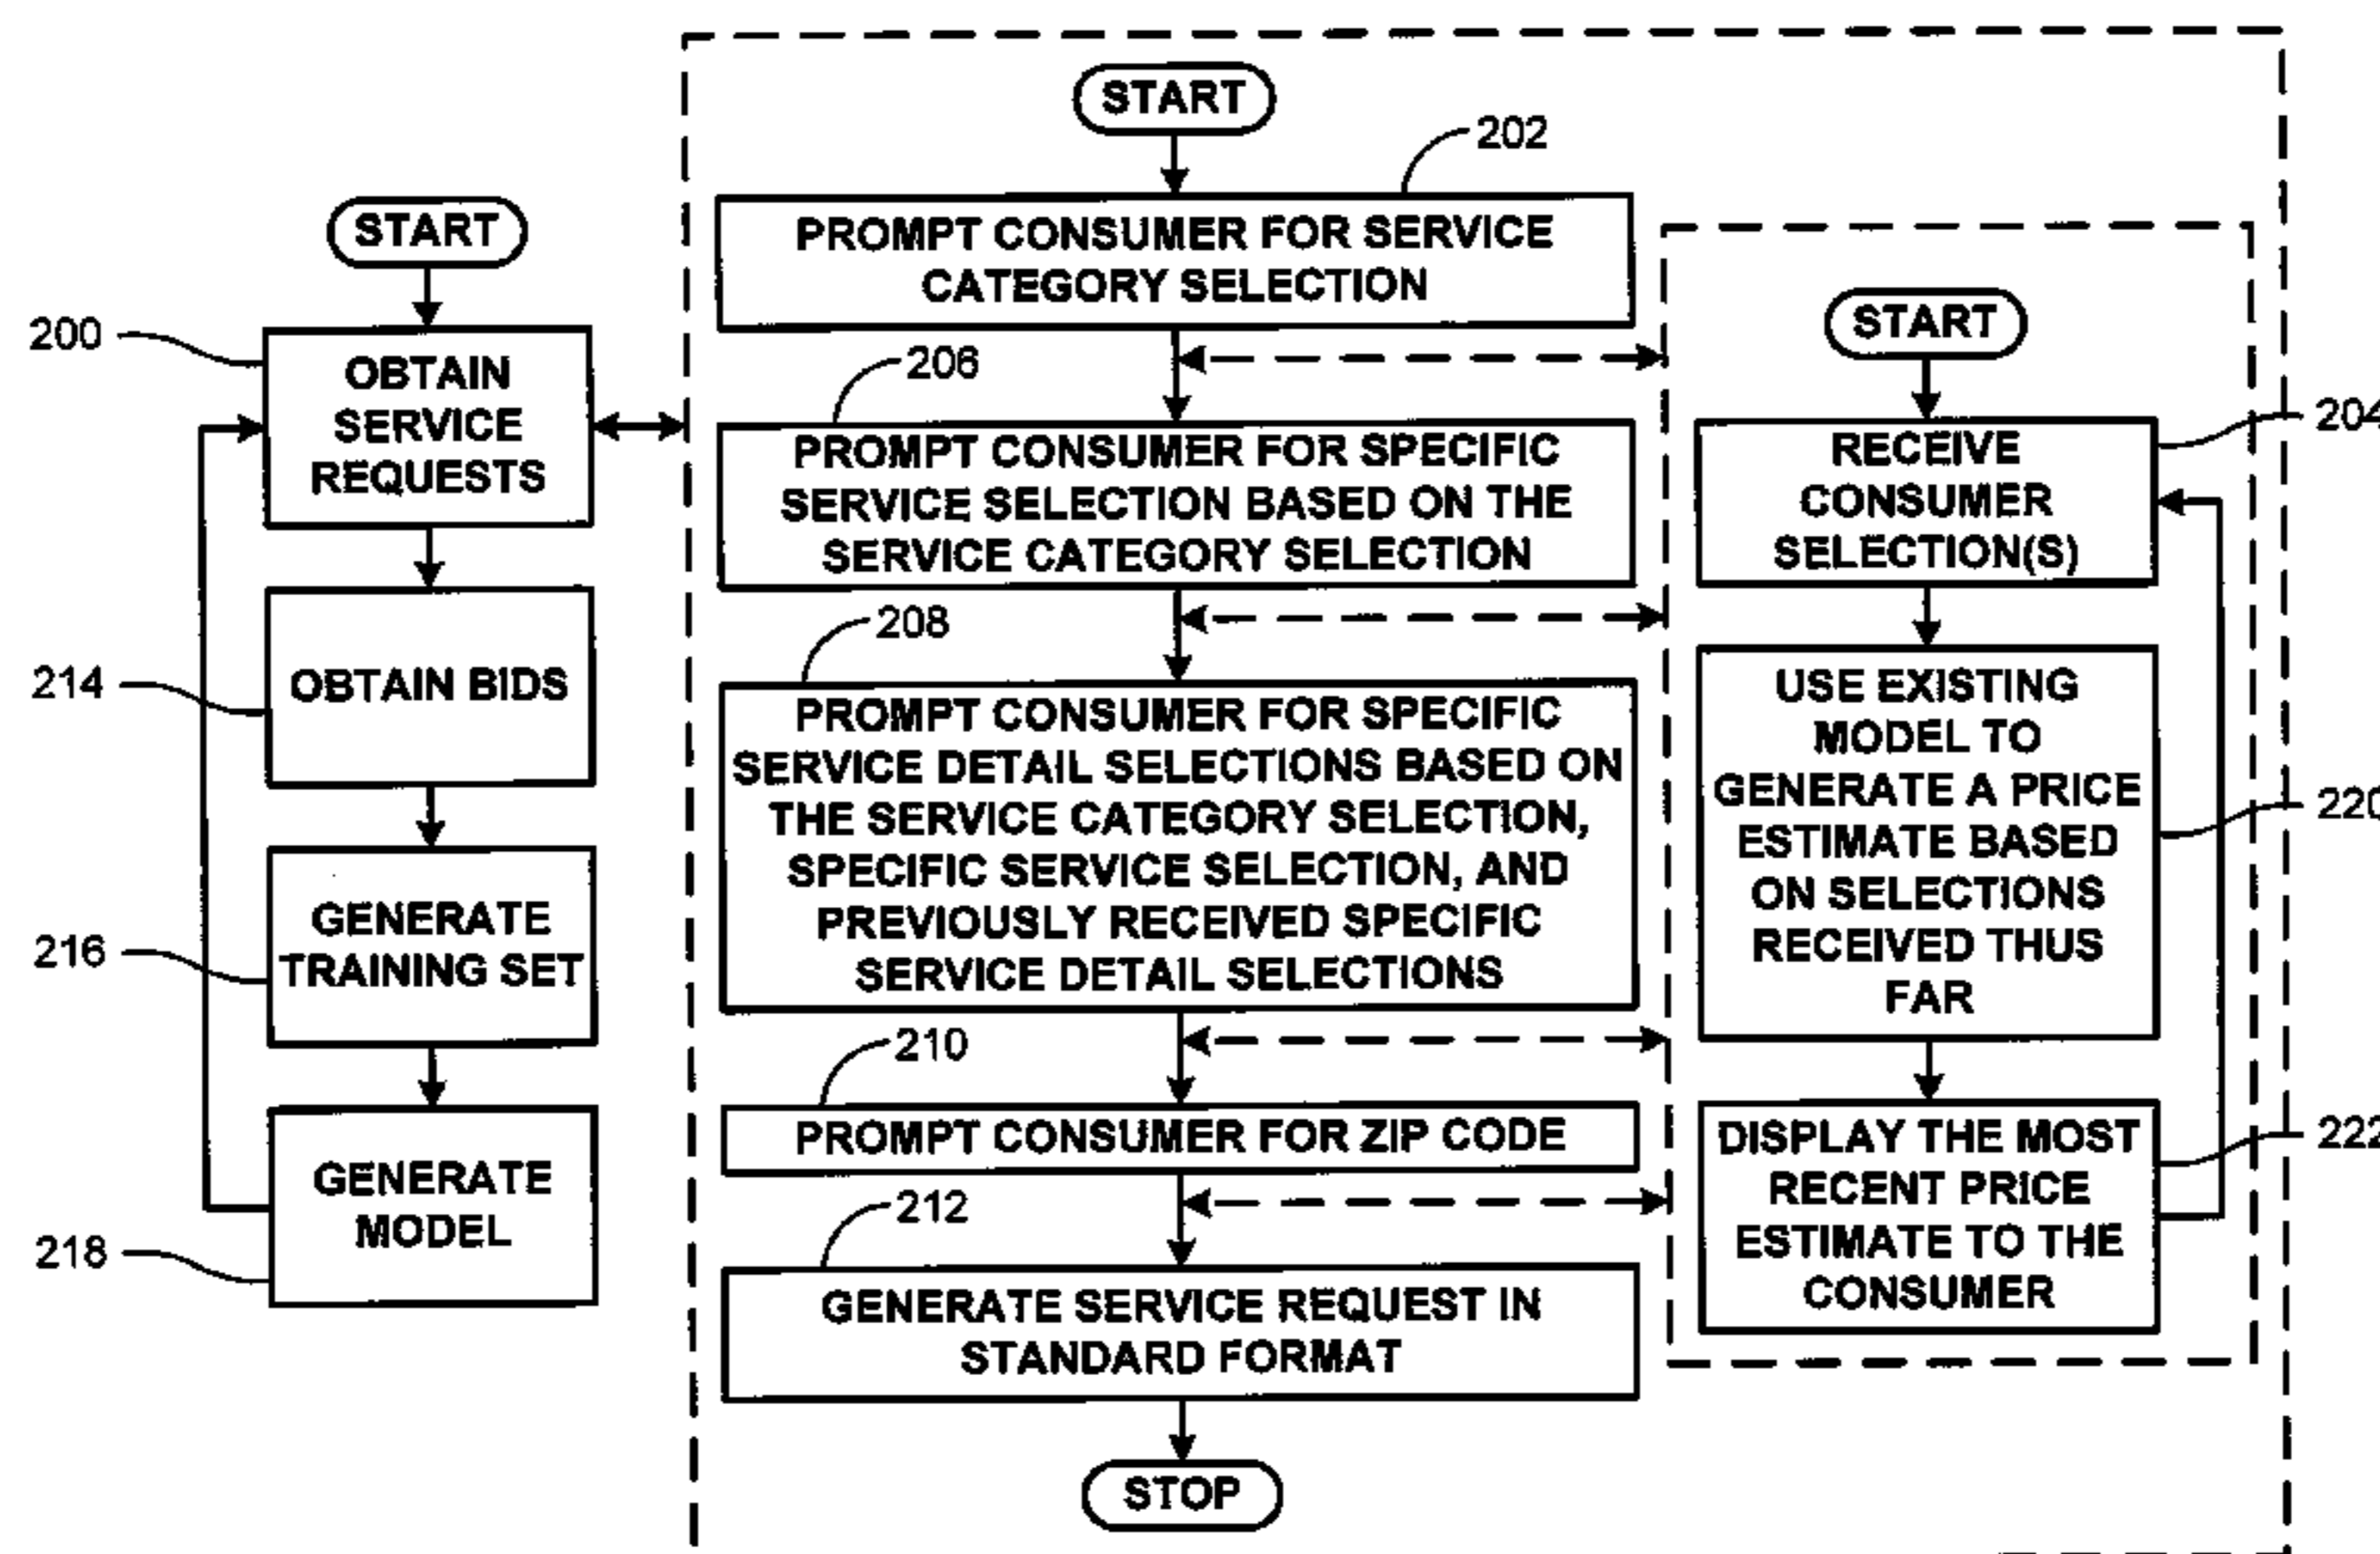 START
200
OBTAIN
SERVICE
REQUESTS
214
OBTAIN BIDS
216
GENERATE
TRAINING SET
218
GENERATE
MODEL
START
202
PROMPT CONSUMER FOR SERVICE
CATEGORY SELECTION
206
PROMPT CONSUMER FOR SPECIFIC
SERVICE SELECTION BASED ON THE
SERVICE CATEGORY SELECTION
208
PROMPT CONSUMER FOR SPECIFIC
SERVICE DETAIL SELECTIONS BASED ON
THE SERVICE CATEGORY SELECTION,
SPECIFIC SERVICE SELECTION, AND
PREVIOUSLY RECEIVED SPECIFIC
SERVICE DETAIL SELECTIONS
210
PROMPT CONSUMER FOR ZIP CODE
212
GENERATE SERVICE REQUEST IN
STANDARD FORMAT
STOP
START
204
RECEIVE
CONSUMER
SELECTION(S)
USE EXISTING
MODEL TO
GENERATE A PRICE
ESTIMATE BASED
ON SELECTIONS
RECEIVED THUS
FAR
220
DISPLAY THE MOST
RECENT PRICE
ESTIMATE TO THE
CONSUMER
222